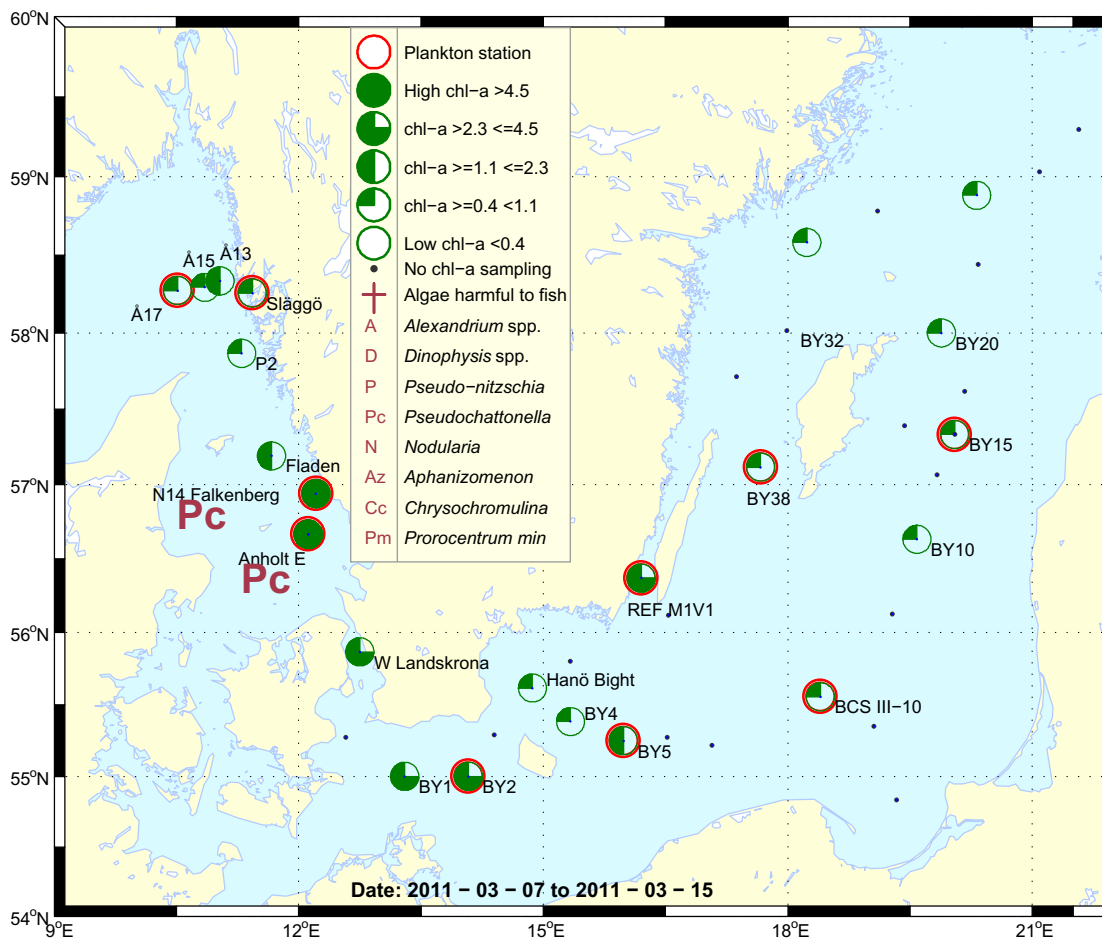 60°N
59°N
58°N
57°N
56°N
55°N
54°N
9°E
12°E
15°E
18°E
21°E
Plankton station
High chl−a >4.5
chl−a >2.3 <=4.5
chl−a >=1.1 <=2.3
chl−a >=0.4 <1.1
Low chl−a <0.4
No chl−a sampling
Algae harmful to fish
A Alexandrium spp.
D Dinophysis spp.
P Pseudo−nitzschia
Pc Pseudochattonella
N Nodularia
Az Aphanizomenon
Cc Chrysochromulina
Pm Prorocentrum min
Å13
Å15
Å17
Släggö
P2
BY32
BY20
BY15
Fladen
N14 Falkenberg
Pc
BY38
BY10
Anholt E
Pc
REF M1V1
W Landskrona
Hanö Bight
BCS III−10
BY4
BY5
BY1
BY2
Date: 2011 − 03 − 07 to 2011 − 03 − 15